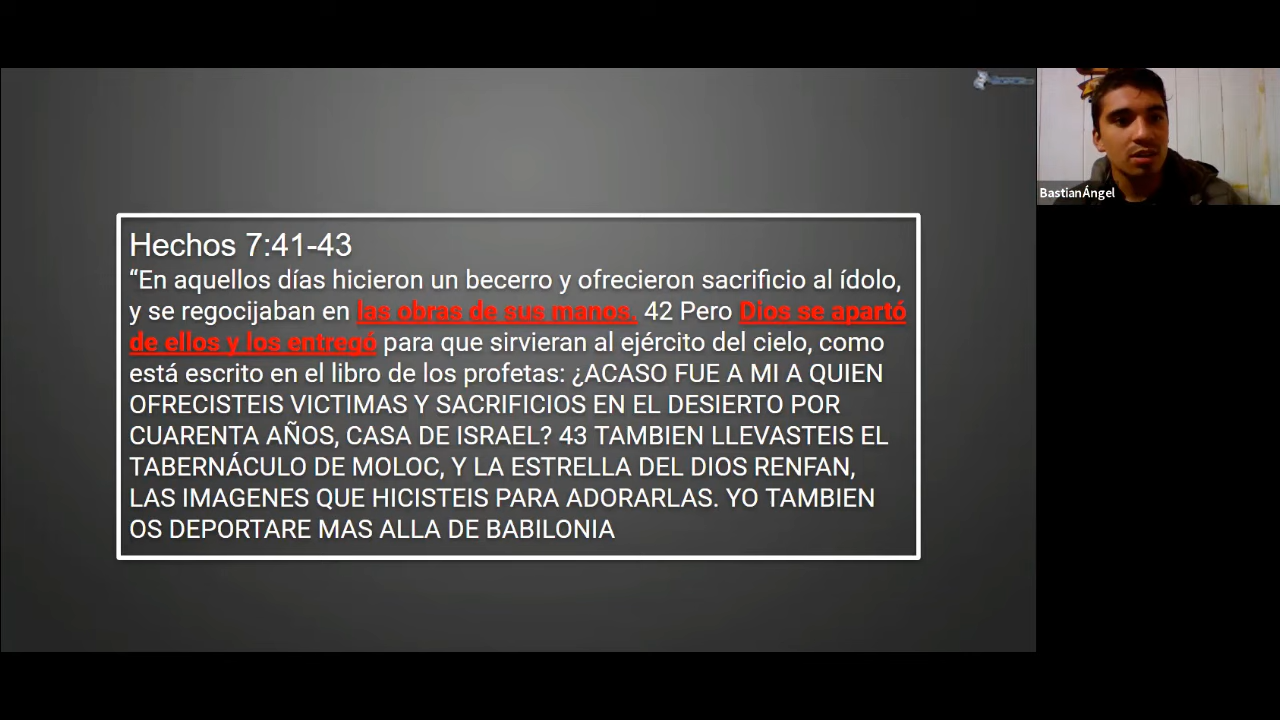 Hechos 7:41-43
“En aquellos días hicieron un becerro y ofrecieron sacrificio al ídolo,
y se regocijaban en las obras de sus manos. 42 Pero Dios se apartó
de ellos y los entregó para que sirvieran al ejército del cielo, como
está escrito en el libro de los profetas: ¿ACASO FUE A MI A QUIEN
OFRECISTEIS VICTIMAS Y SACRIFICIOS EN EL DESIERTO POR
CUARENTA AÑOS, CASA DE ISRAEL? 43 TAMBIEN LLEVASTEIS EL
TABERNÁCULO DE MOLOC, Y LA ESTRELLA DEL DIOS RENFAN,
LAS IMAGENES QUE HICISTEIS PARA ADORARLAS. YO TAMBIEN
OS DEPORTARE MAS ALLA DE BABILONIA
BastianÁngel